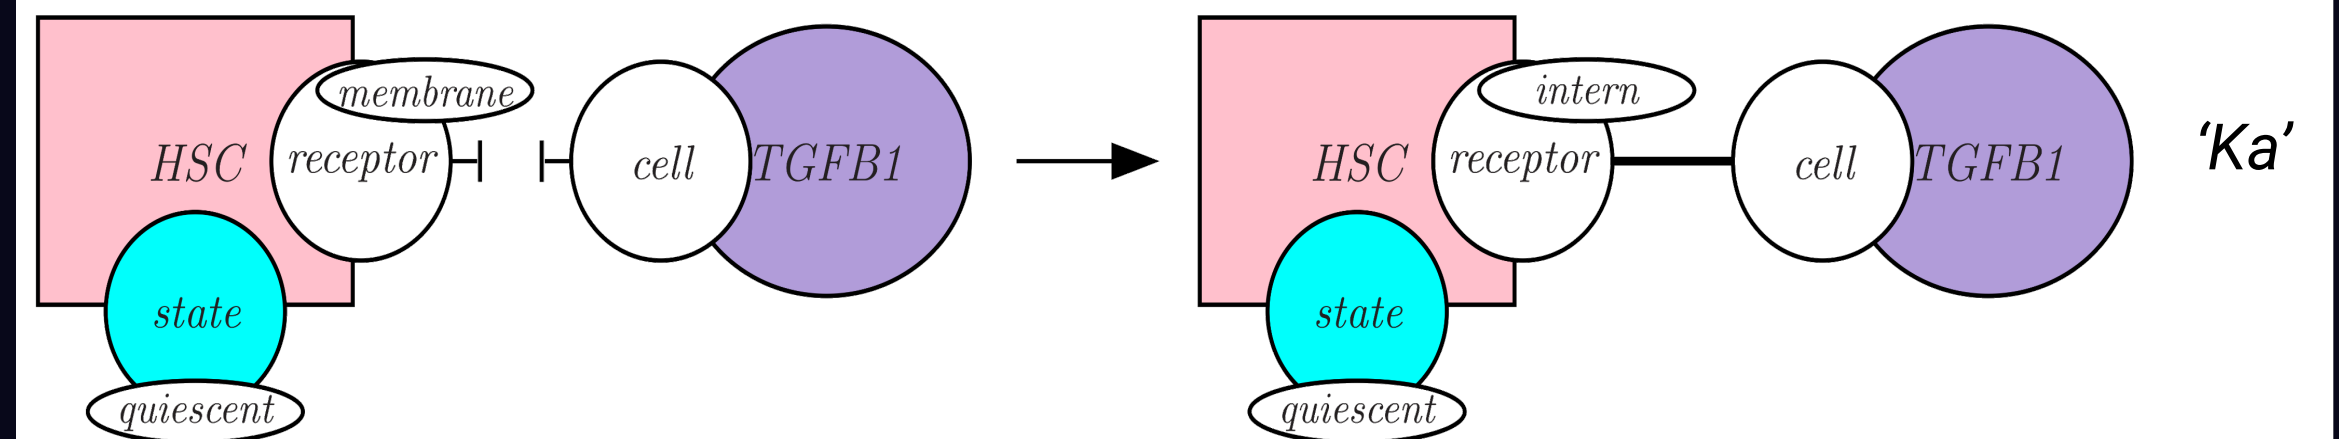 membrane
HSC receptor cell TGFB1
state
quiescent
intern
HSC receptor cell TGFB1
state
quiescent
‘Ka’